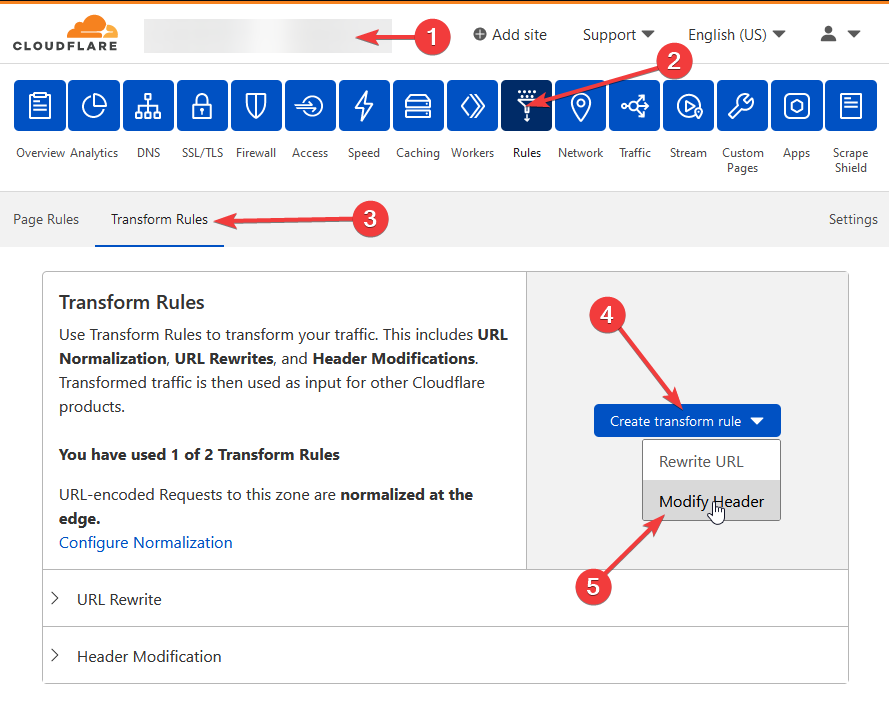 CLOUDFLARE
1
Add site
Support
English (US)
2
Overview
Analytics
DNS
SSL/TLS
Firewall
Access
Speed
Caching
Workers
Rules
Network
Traffic
Stream
Custom
Pages
Apps
Scrape
Shield
Page Rules
Transform Rules
3
Settings
Transform Rules
Use Transform Rules to transform your traffic. This includes URL
Normalization, URL Rewrites, and Header Modifications.
Transformed traffic is then used as input for other Cloudflare
products.
You have used 1 of 2 Transform Rules
URL-encoded Requests to this zone are normalized at the
edge.
Configure Normalization
4
Create transform rule
Rewrite URL
Modify Header
5
URL Rewrite
Header Modification